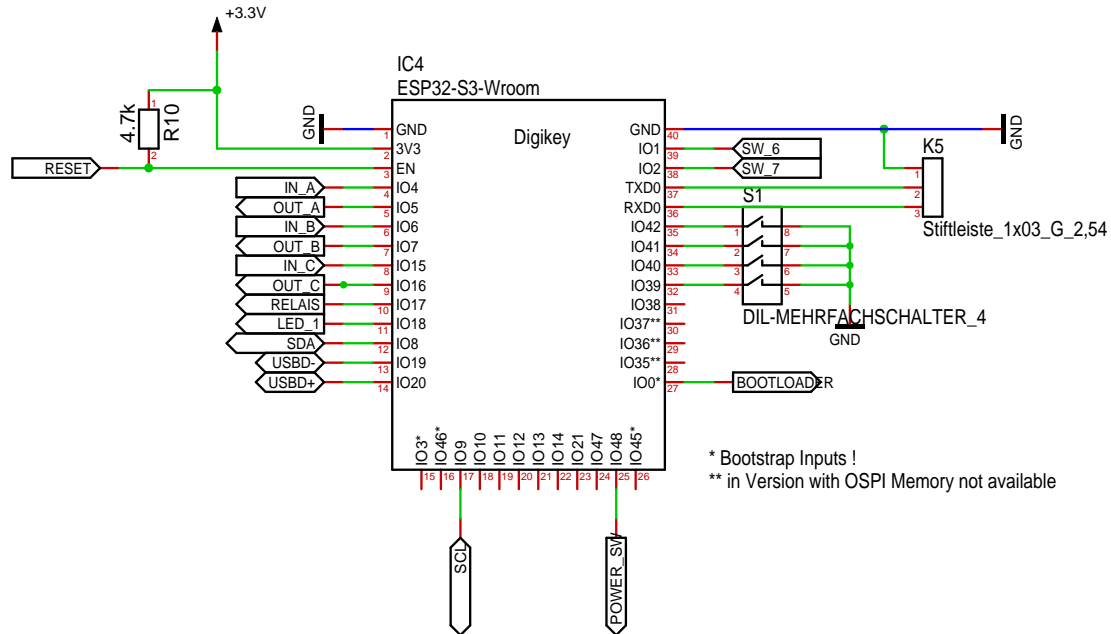 +3.3V
IC4
ESP32-S3-Wroom
Digikey
4.7k
R10
1
2
RESET
GND
GND 1
3V3 2
EN 3
IN_A IO4 4
OUT_A IO5 5
IN_B IO6 6
OUT_B IO7 7
IN_C IO15 8
OUT_C IO16 9
RELAIS IO17 10
LED_1 IO18 11
SDA IO8 12
USBD- IO19 13
USBD+ IO20 14
GND 40
IO1 39 SW_6
IO2 38 SW_7
TXD0 37
RXD0 36
IO42 35
IO41 34
IO40 33
IO39 32
IO38 31
IO37** 30
IO36** 29
IO35** 28
IO0* 27 BOOTLOADER
GND
K5
1
2
3
Stiftleiste_1x03_G_2,54
S1
1 8
2 7
3 6
4 5
DIL-MEHRFACHSCHALTER_4
GND
IO3* 15
IO46* 16
IO9 17
IO10 18
IO11 19
IO12 20
IO13 21
IO14 22
IO21 23
IO47 24
IO48 25
IO45* 26
SCL
POWER_SW
* Bootstrap Inputs !
** in Version with OSPI Memory not available